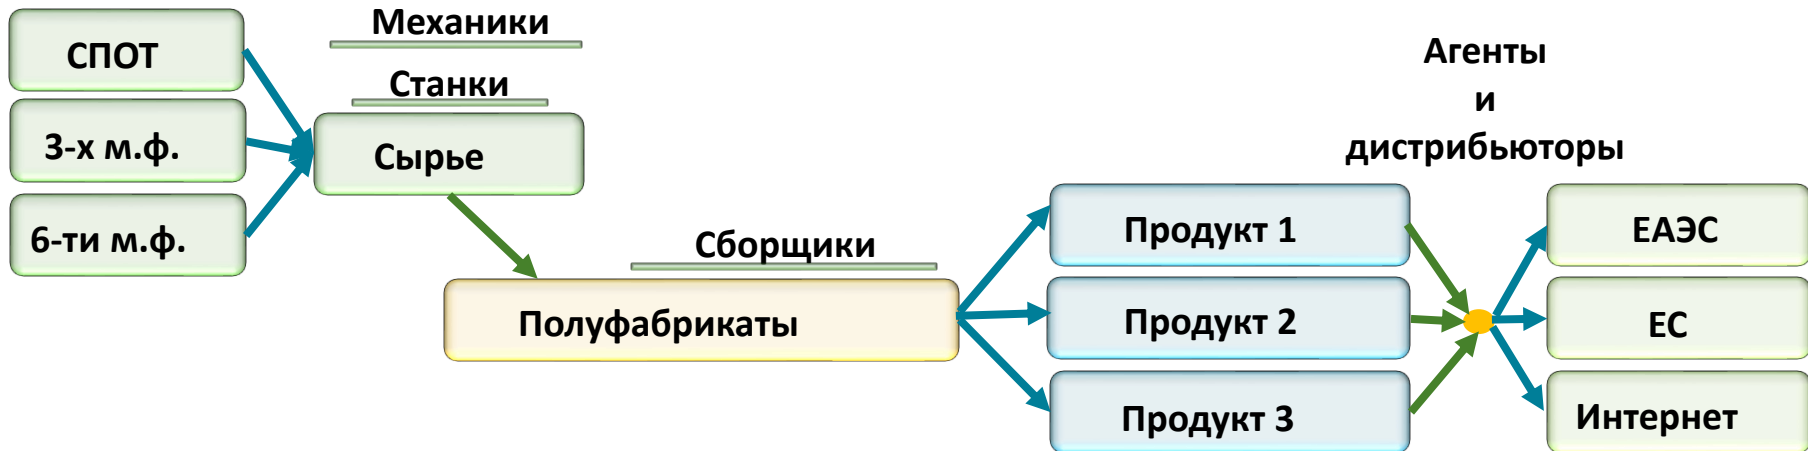 СПОТ
3-х м.ф.
6-ти м.ф.
Механики
Станки
Сырье
Сборщики
Полуфабрикаты
Продукт 1
Продукт 2
Продукт 3
Агенты
и
дистрибьюторы
ЕАЭС
ЕС
Интернет